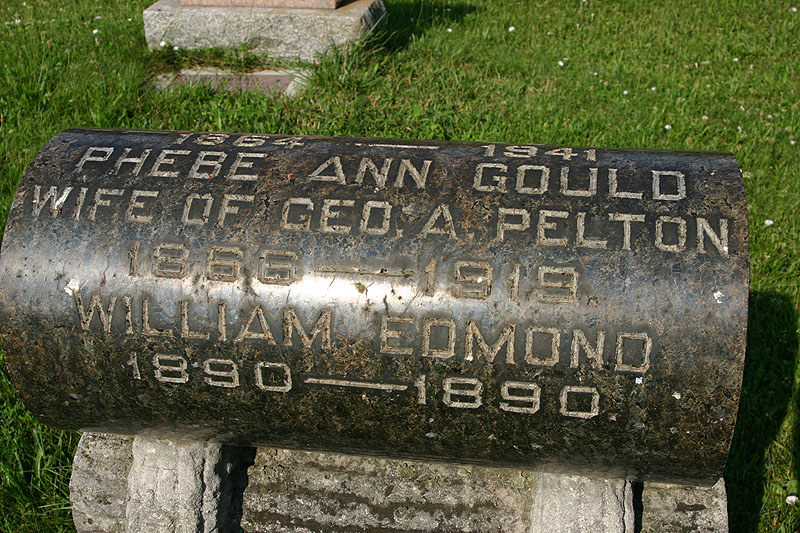 1864 — 1941
PHEBE ANN GOULD
WIFE OF GEO. A. PELTON
1866 — 1919.
WILLIAM EDMOND
1890 — 1890.